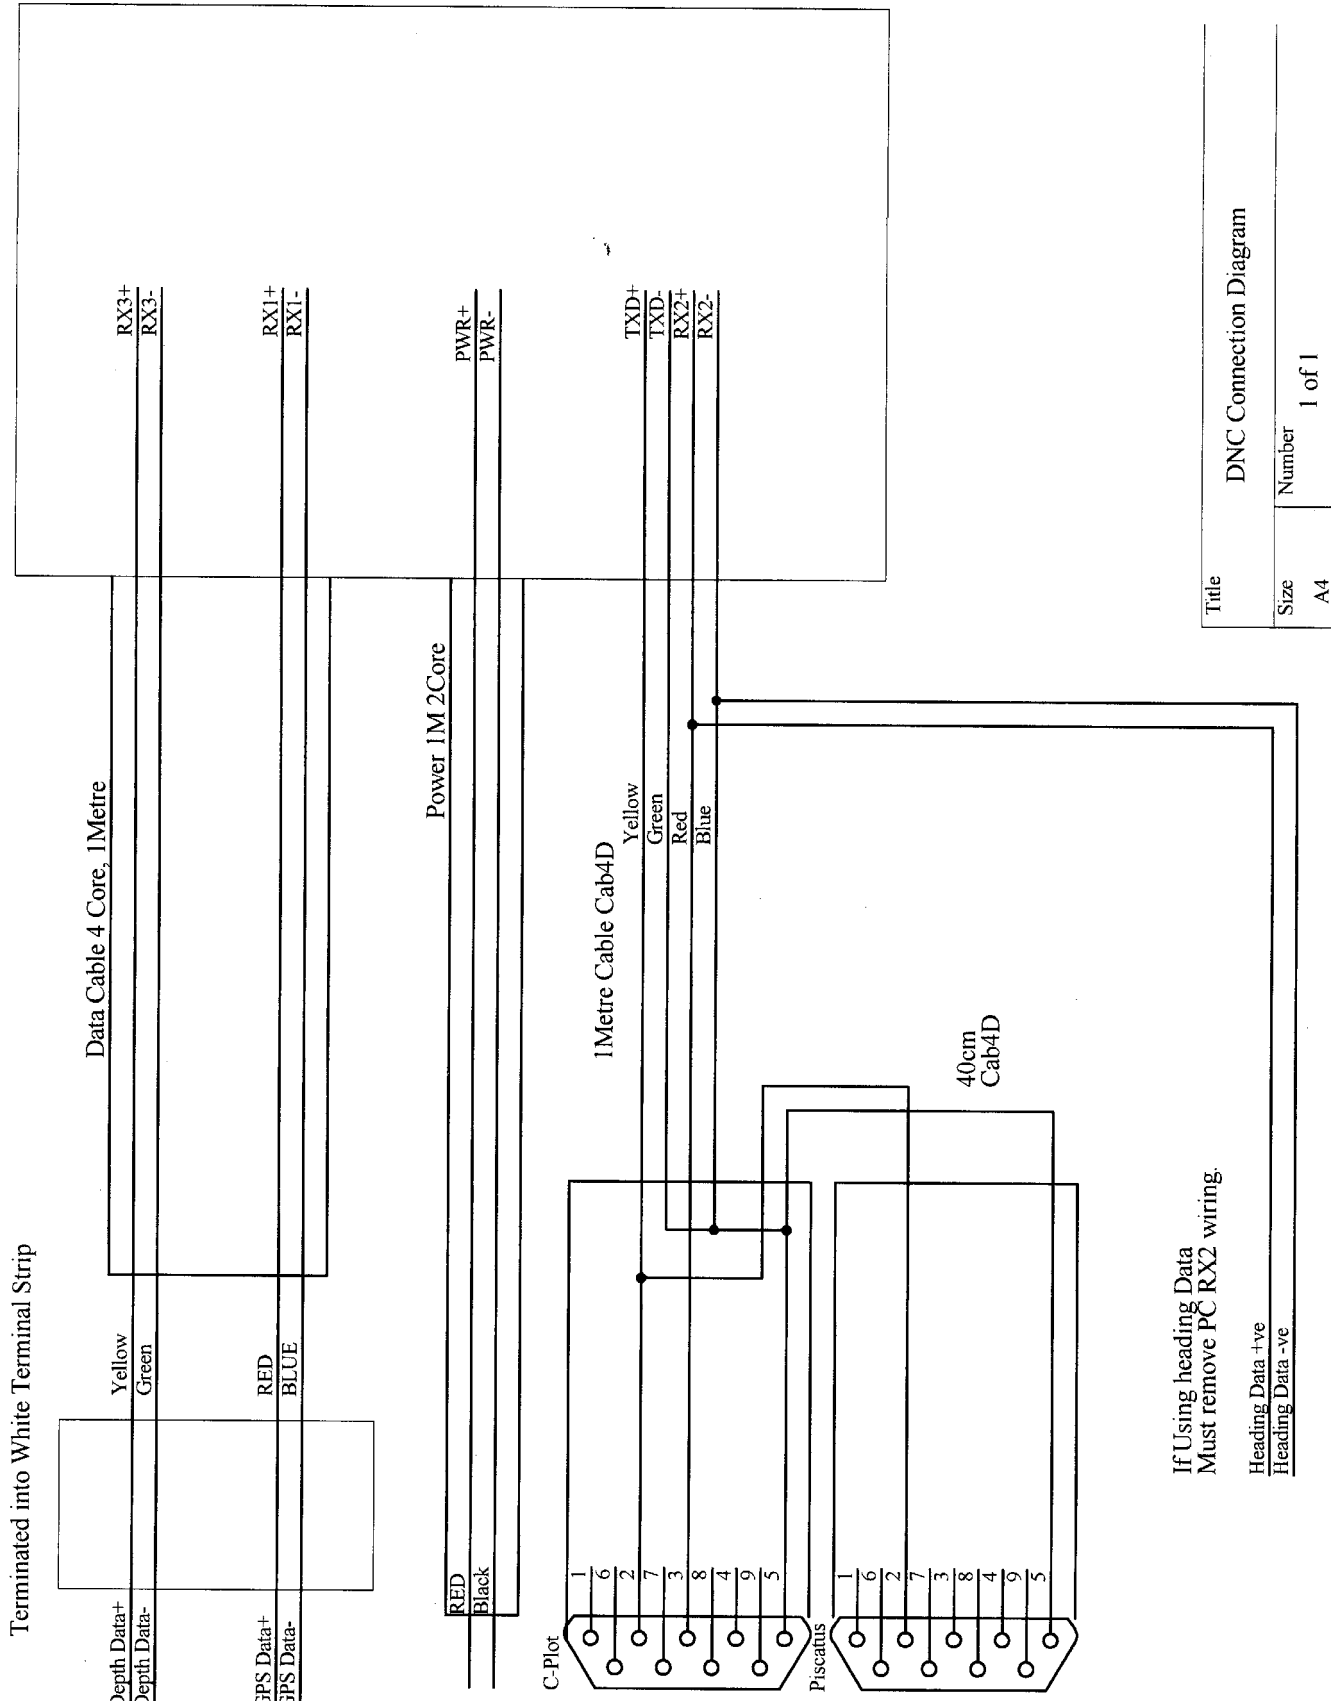 Terminated into White Terminal Strip
Depth Data+
Depth Data-
GPS Data+
GPS Data-
Yellow
Green
RED
BLUE
Data Cable 4 Core, 1Metre
RX3+
RX3-
RX1+
RX1-
RED
Black
Power 1M 2Core
PWR+
PWR-
C-Plot
1
6
2
7
3
8
4
9
5
1Metre Cable Cab4D
Yellow
Green
Red
Blue
TXD+
TXD-
RX2+
RX2-
Piscatus
1
6
2
7
3
8
4
9
5
40cm
Cab4D
If Using heading Data
Must remove PC RX2 wiring.
Heading Data +ve
Heading Data -ve
Title
DNC Connection Diagram
Size
Number
A4
1 of 1